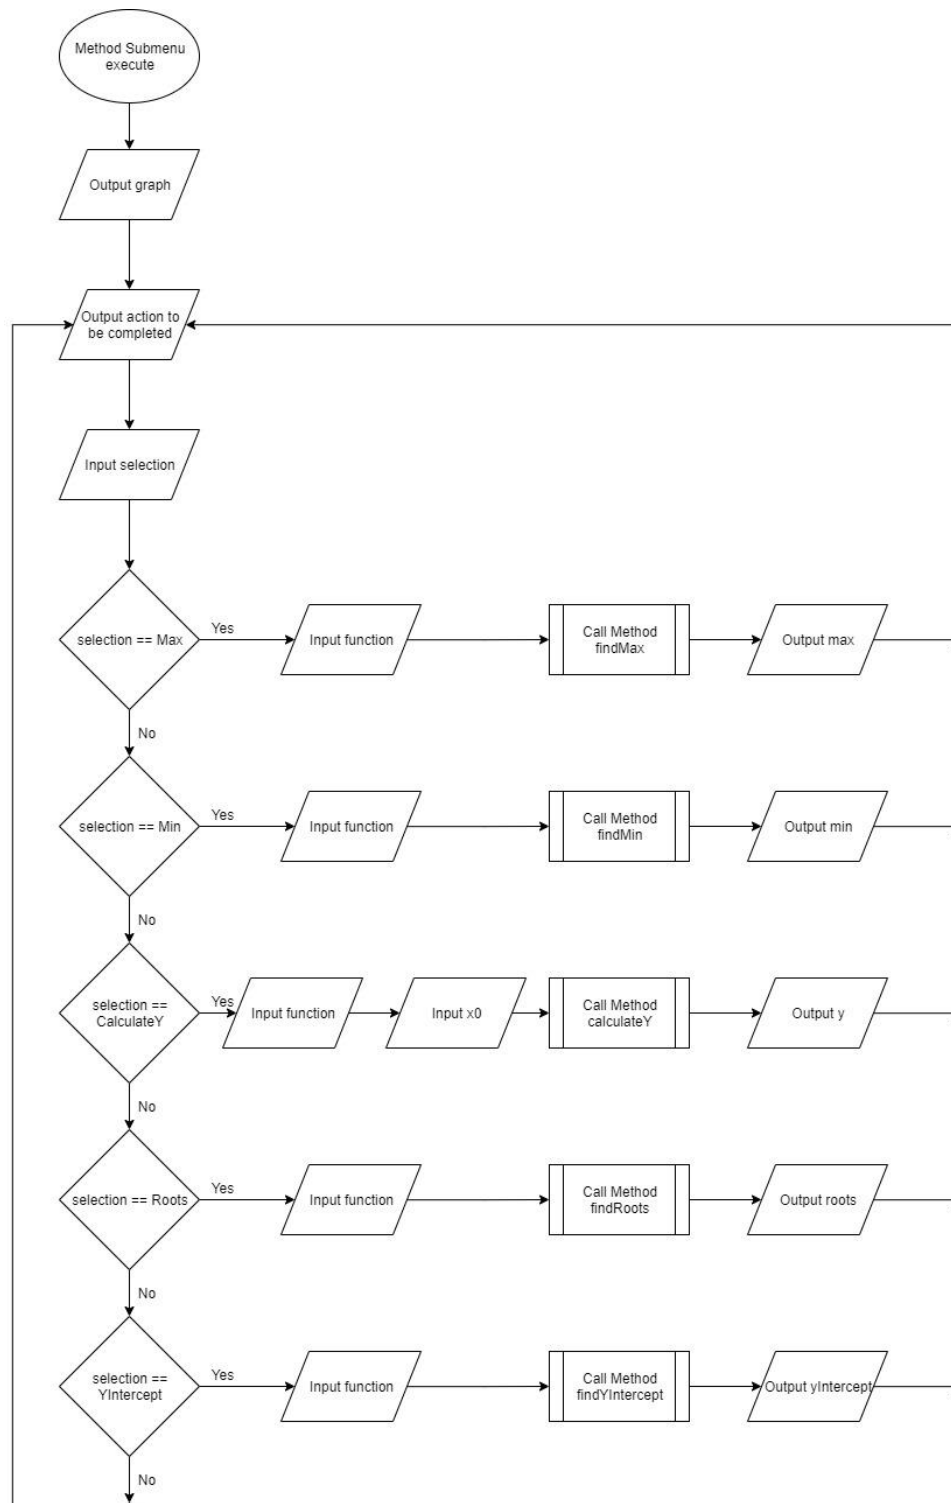 Method Submenu
execute
Output graph
Output action to
be completed
Input selection
selection == Max
Yes
Input function
Call Method
findMax
Output max
No
selection == Min
Yes
Input function
Call Method
findMin
Output min
No
selection ==
CalculateY
Yes
Input function
Input x0
Call Method
calculateY
Output y
No
selection == Roots
Yes
Input function
Call Method
findRoots
Output roots
No
selection ==
YIntercept
Yes
Input function
Call Method
findYIntercept
Output yIntercept
No